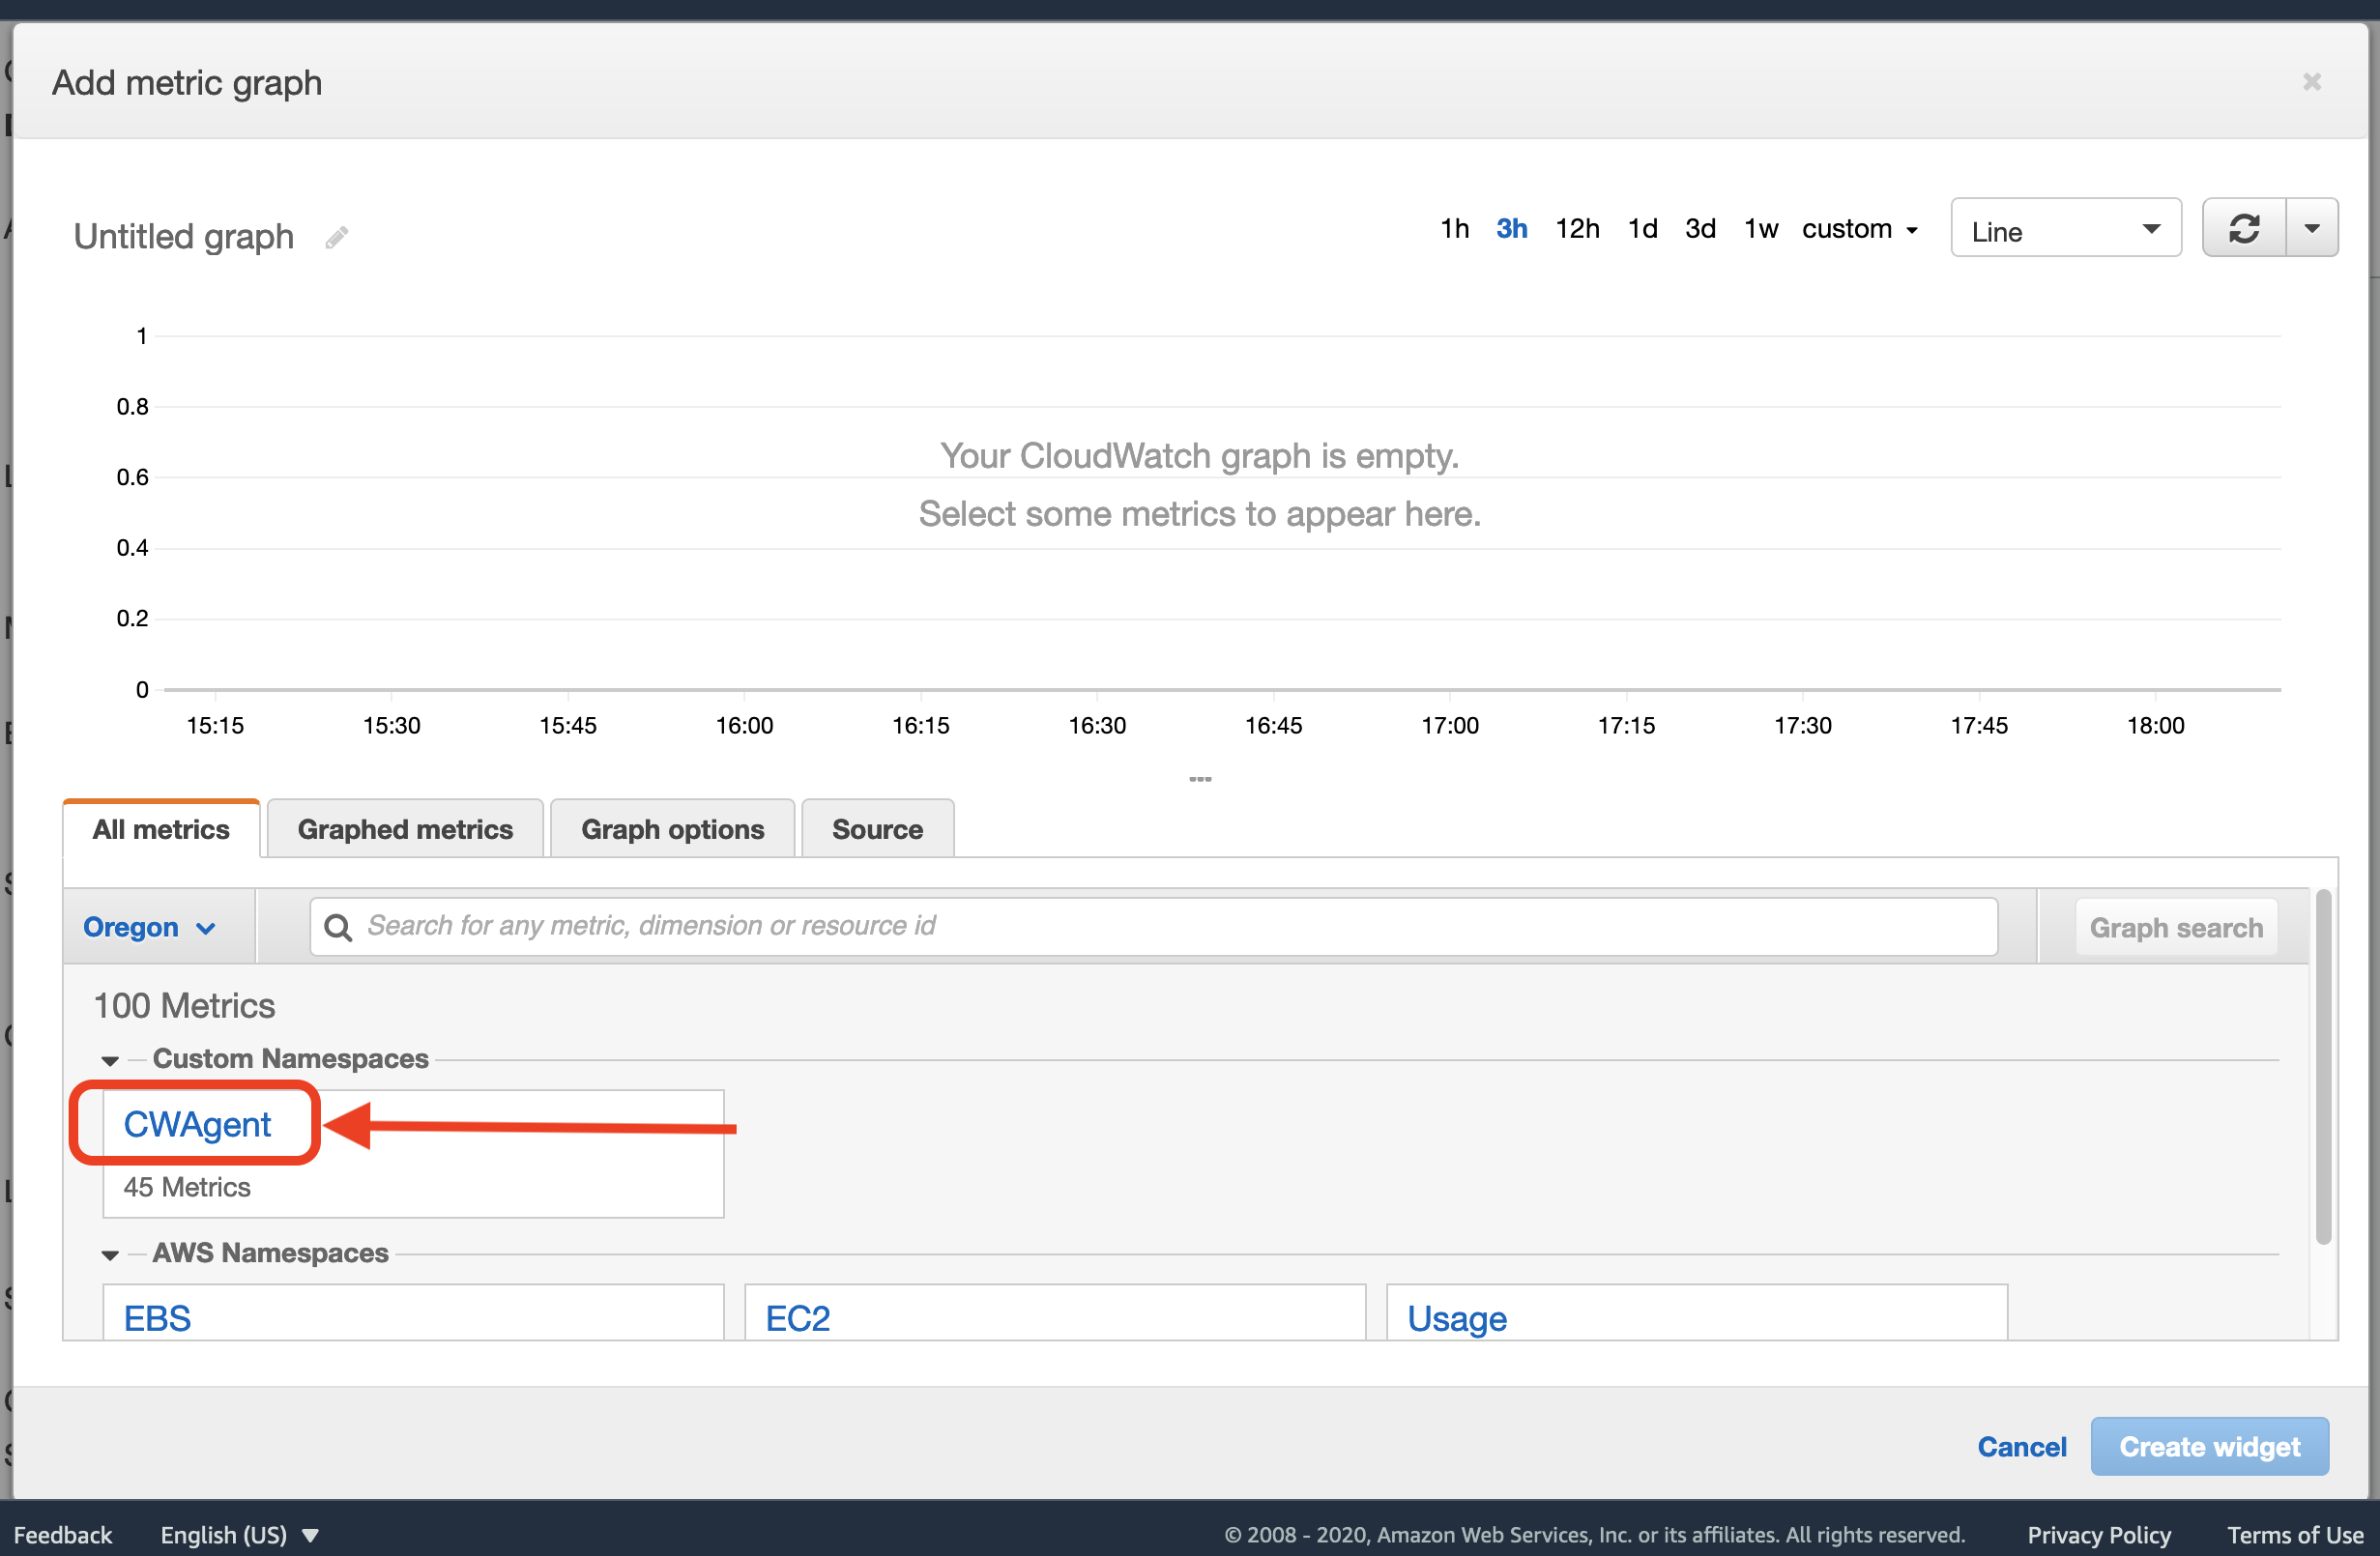 Add metric graph
Untitled graph
1h 3h 12h 1d 3d 1w custom Line
1
0.8
Your CloudWatch graph is empty.
0.6
Select some metrics to appear here.
0.4
0.2
0
15:15 15:30 15:45 16:00 16:15 16:30 16:45 17:00 17:15 17:30 17:45 18:00
All metrics Graphed metrics Graph options Source
Oregon Search for any metric, dimension or resource id Graph search
100 Metrics
Custom Namespaces
CWAgent
45 Metrics
AWS Namespaces
EBS EC2 Usage
Cancel Create widget
Feedback English (US) © 2008 - 2020, Amazon Web Services, Inc. or its affiliates. All rights reserved. Privacy Policy Terms of Use